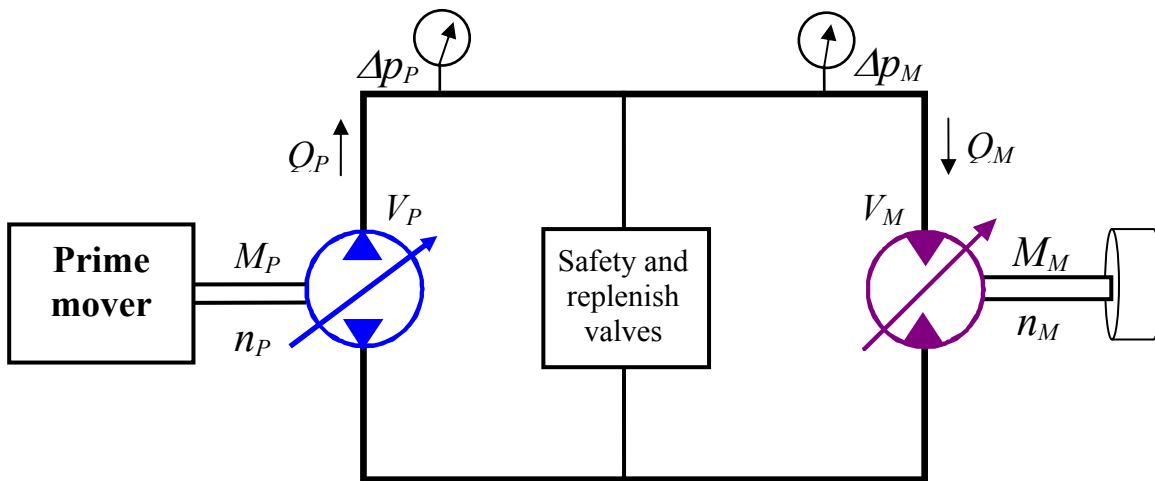 Δp_P
Δp_M
Q_P
Q_M
V_P
V_M
Prime
mover
M_P
n_P
Safety and
replenish
valves
M_M
n_M